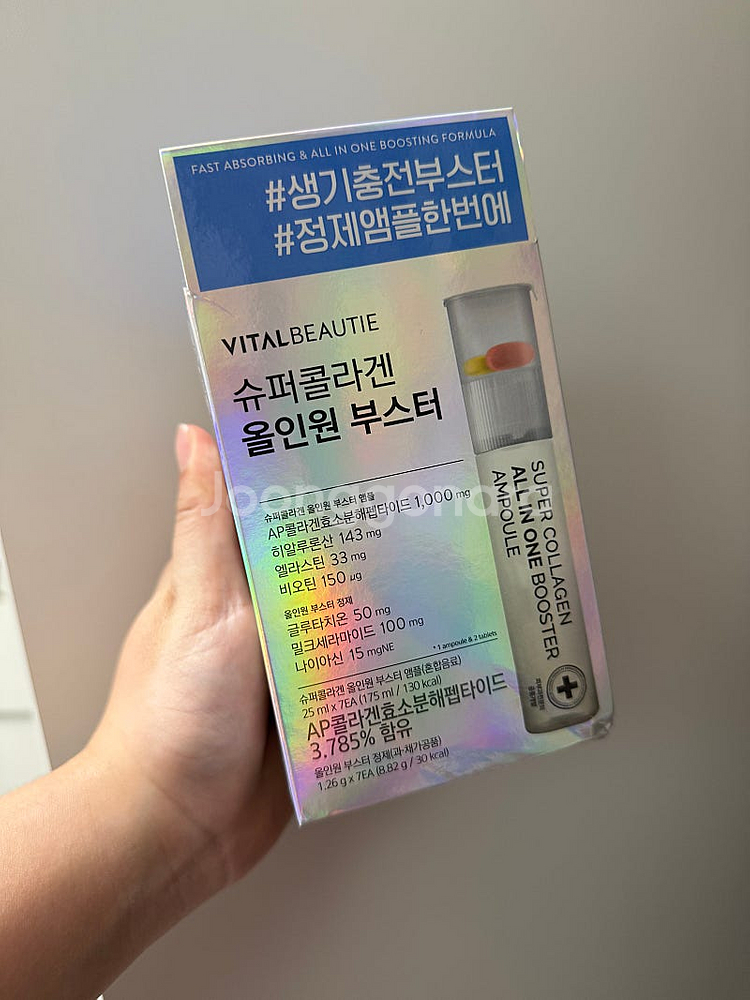 FAST ABSORBING & ALL IN ONE BOOSTING FORMULA
#생기충전부스터
#정제앰플한번에
VITALBEAUTIE
슈퍼콜라겐
올인원 부스터
슈퍼콜라겐 올인원 부스터 앰플
AP콜라겐효소분해펩타이드 1,000 mg
히알루론산 143 mg
엘라스틴 33 mg
비오틴 150 µg
올인원 부스터 정제
글루타치온 50 mg
밀크세라마이드 100 mg
나이아신 15 mgNE
* 1 ampoule & 2 tablets
슈퍼콜라겐 올인원 부스터 앰플(혼합음료)
25 ml x 7EA (175 ml / 130 kcal)
AP콜라겐효소분해펩타이드
3,785% 함유
올인원 부스터 정제(과·채가공품)
1.26 g x 7EA (8.82 g / 30 kcal)
SUPER COLLAGEN
ALL IN ONE BOOSTER
AMPOULE
Joonggonara